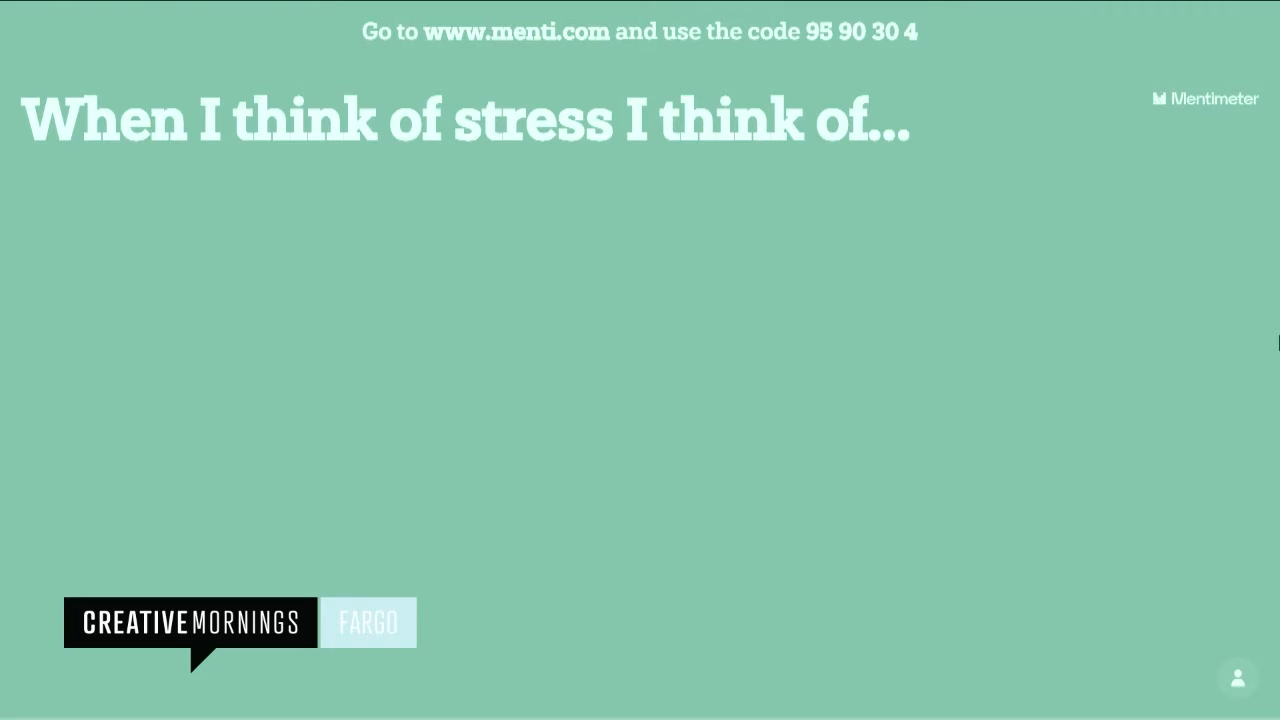 Go to www.menti.com and use the code 95 90 30 4
When I think of stress I think of...
Mentimeter
CREATIVEMORNINGS FARGO